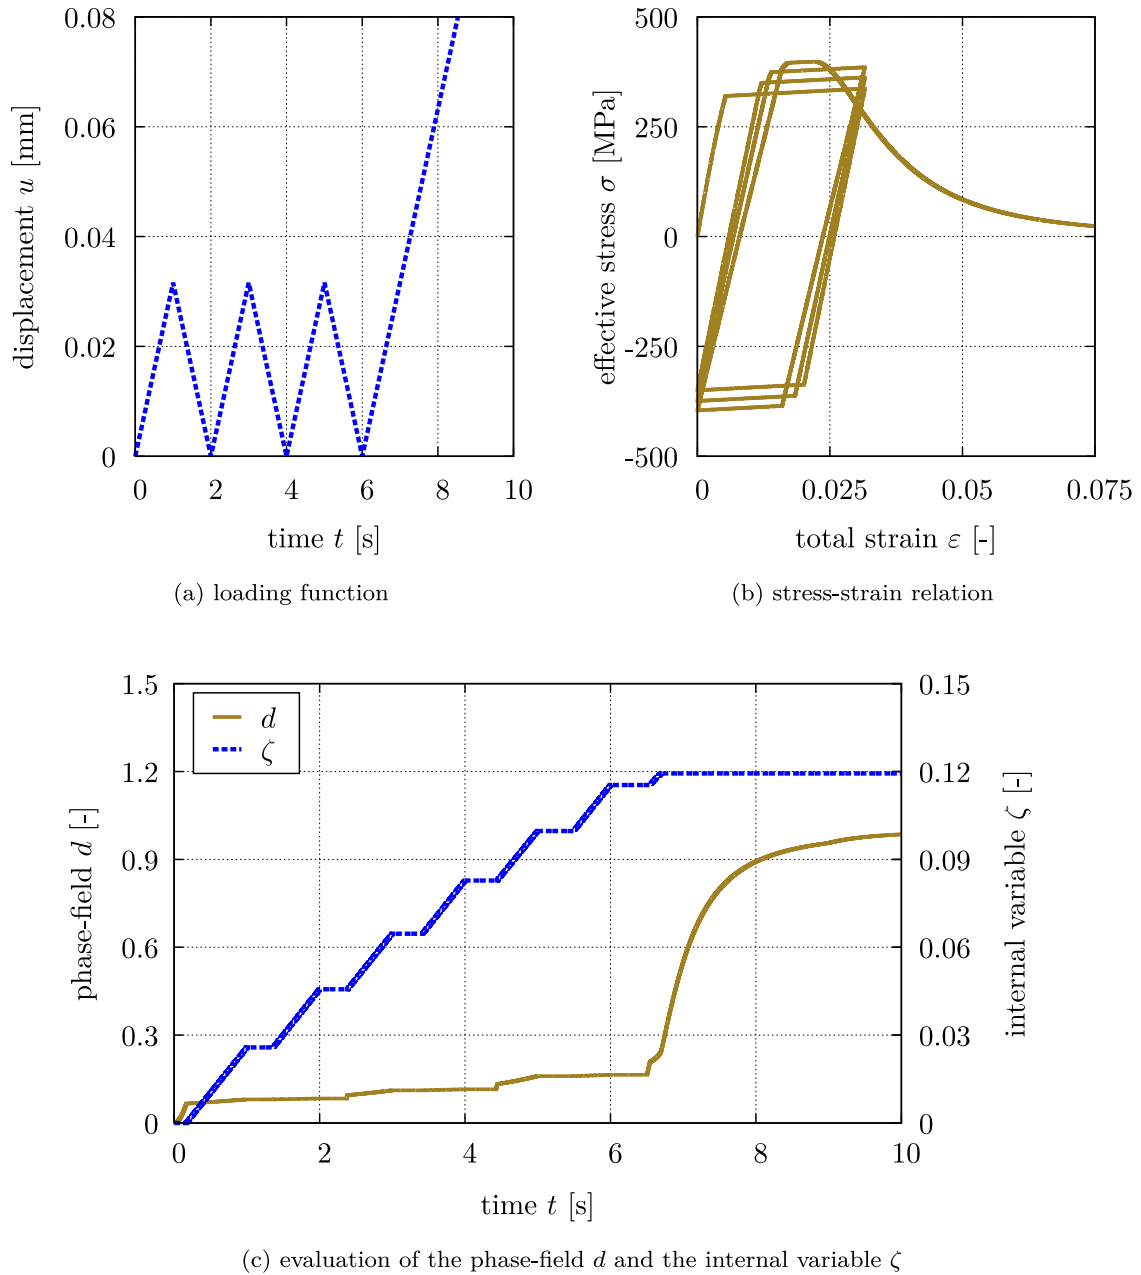 0.08
0.06
0.04
0.02
0
displacement u [mm]
0 2 4 6 8 10
time t [s]
(a) loading function
500
250
0
-250
-500
effective stress σ [MPa]
0 0.025 0.05 0.075
total strain ε [-]
(b) stress-strain relation
1.5
1.2
0.9
0.6
0.3
0
phase-field d [-]
d
ζ
0.15
0.12
0.09
0.06
0.03
0
internal variable ζ [-]
0 2 4 6 8 10
time t [s]
(c) evaluation of the phase-field d and the internal variable ζ